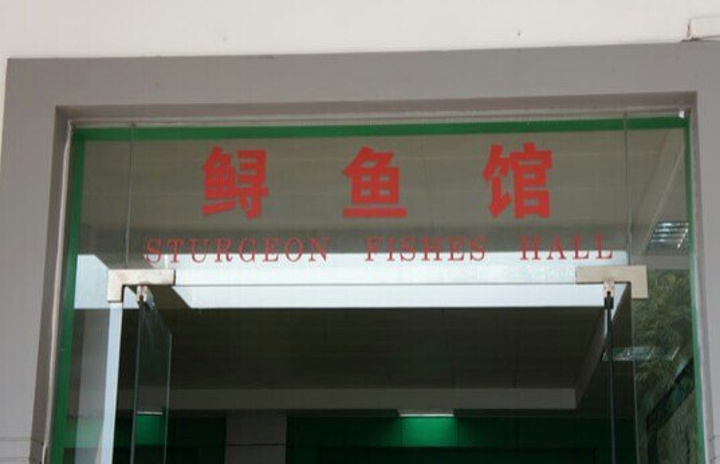 鲟鱼馆
STURGEON FISHES HALL